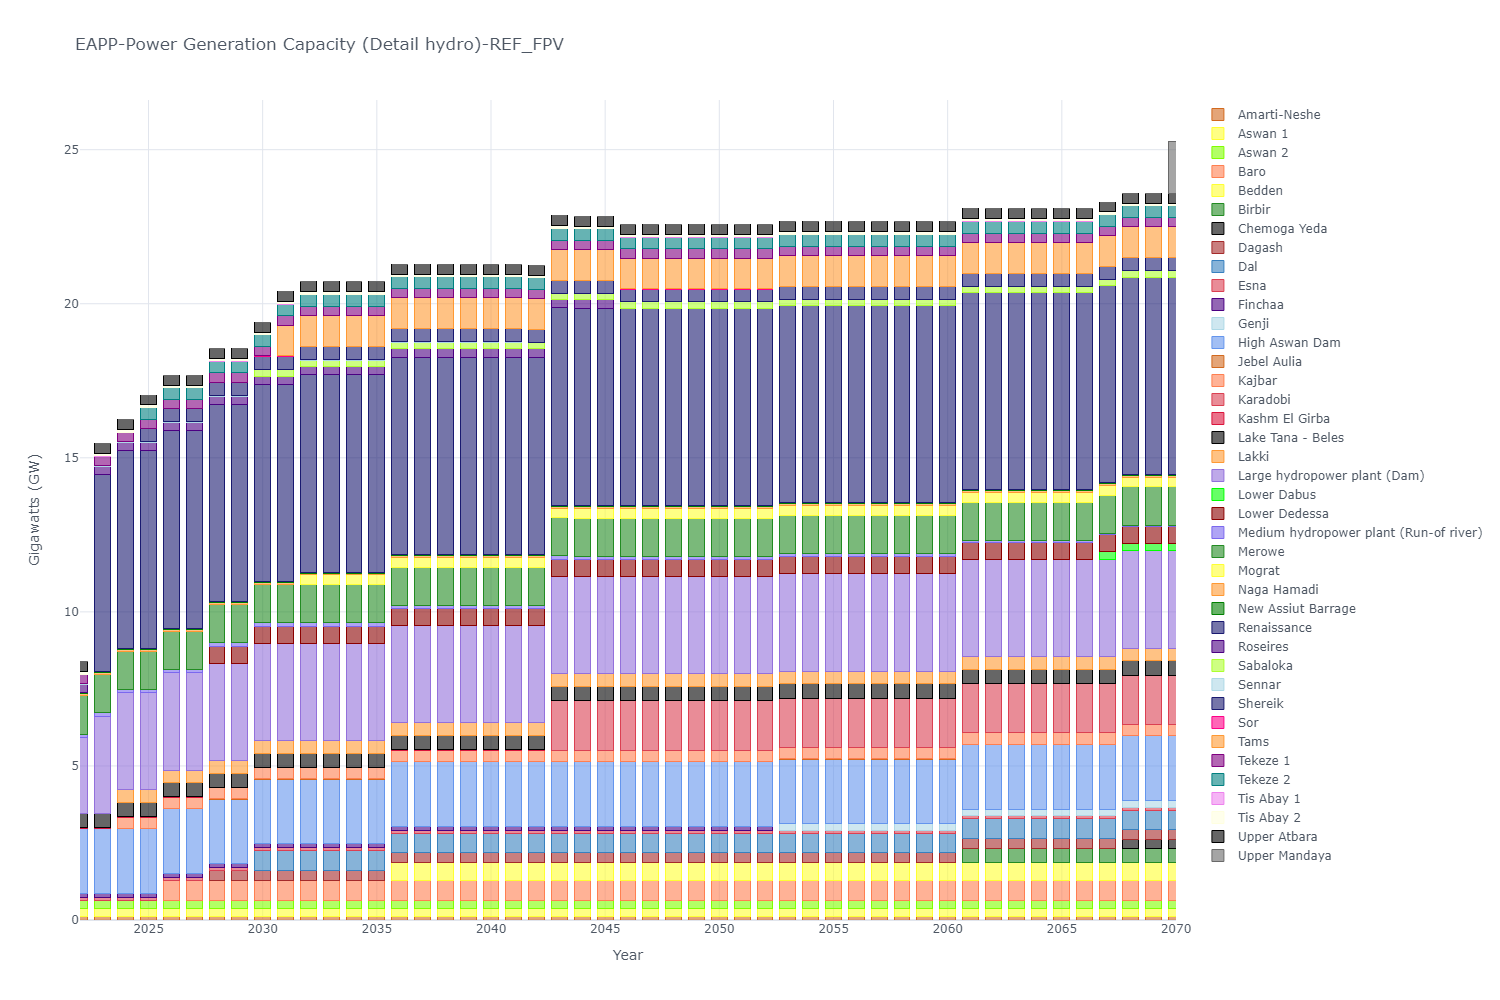 EAPP-Power Generation Capacity (Detail hydro)-REF_FPV
25
20
15
10
5
0
Gigawatts (GW)
2025
2030
2035
2040
2045
2050
2055
2060
2065
2070
Year
Amarti-Neshe
Aswan 1
Aswan 2
Baro
Bedden
Birbir
Chemoga Yeda
Dagash
Dal
Esna
Finchaa
Genji
High Aswan Dam
Jebel Aulia
Kajbar
Karadobi
Kashm El Girba
Lake Tana - Beles
Lakki
Large hydropower plant (Dam)
Lower Dabus
Lower Dedessa
Medium hydropower plant (Run-of river)
Merowe
Mograt
Naga Hamadi
New Assiut Barrage
Renaissance
Roseires
Sabaloka
Sennar
Shereik
Sor
Tams
Tekeze 1
Tekeze 2
Tis Abay 1
Tis Abay 2
Upper Atbara
Upper Mandaya